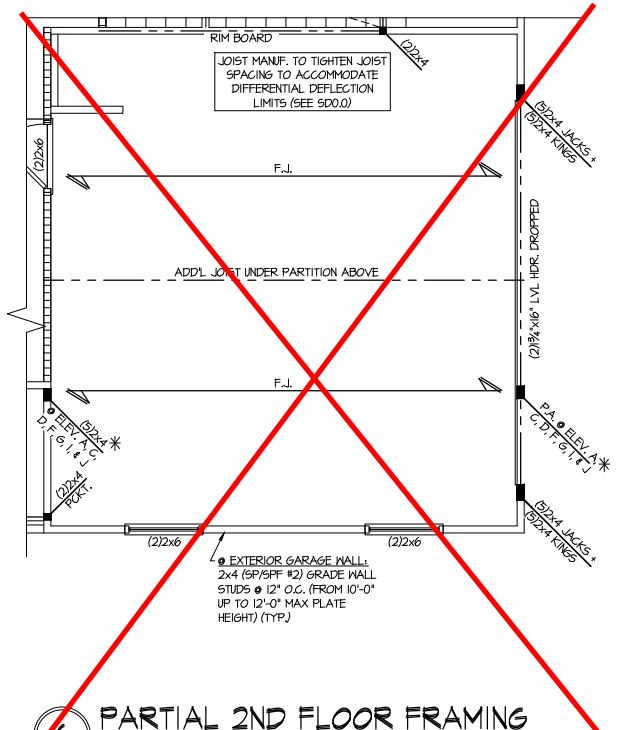 RIM BOARD
(2)2x4
JOIST MANUF. TO TIGHTEN JOIST
SPACING TO ACCOMMODATE
DIFFERENTIAL DEFLECTION
LIMITS (SEE SD0.0)
(5)2x4 JACKS +
(5)2x4 KINGS
(2)2x6
F.J.
(2)1¾"x16" LVL HDR. DROPPED
ADD'L JOIST UNDER PARTITION ABOVE
F.J.
(5)2x4 *
@ ELEV. A, C,
D, F, G, I, & J
P.A. @ ELEV. A *
C, D, F, G, I, & J
(2)2x4
PCKT.
(5)2x4 JACKS +
(5)2x4 KINGS
(2)2x6
(2)2x6
@ EXTERIOR GARAGE WALL:
2x4 (SP/SPF #2) GRADE WALL
STUDS @ 12" O.C. (FROM 10'-0"
UP TO 12'-0" MAX PLATE
HEIGHT) (TYP.)
PARTIAL 2ND FLOOR FRAMING